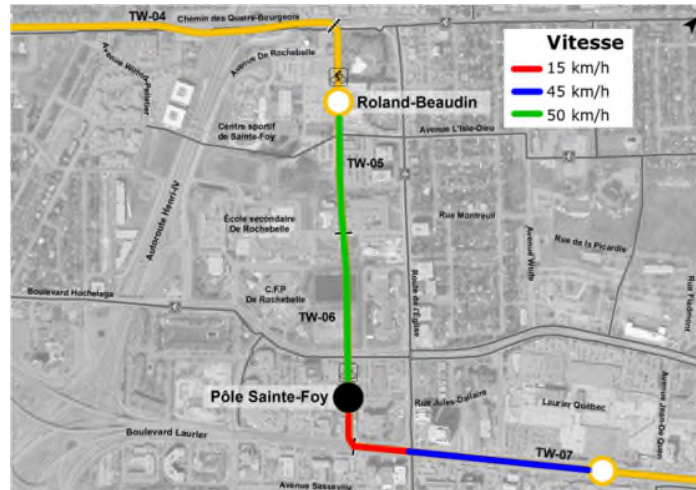 TW-04
Chemin des Quatre-Bourgeois
Vitesse
15 km/h
45 km/h
50 km/h
Avenue De Rochebelle
Roland-Beaudin
Centre sportif
de Sainte-Foy
Avenue L'Isle-Dieu
TW-05
Autoroute Henri-IV
École secondaire
De Rochebelle
Rue Montreuil
Avenue Wolfe
Rue de la Picardie
Route de l'Église
Boulevard Hochelaga
C.F.P
De Rochebelle
TW-06
Rue Piedmont
Pôle Sainte-Foy
Rue Jules-Dallaire
Laurier Québec
Avenue Jean-De Quen
Boulevard Laurier
TW-07
Avenue Sasseville